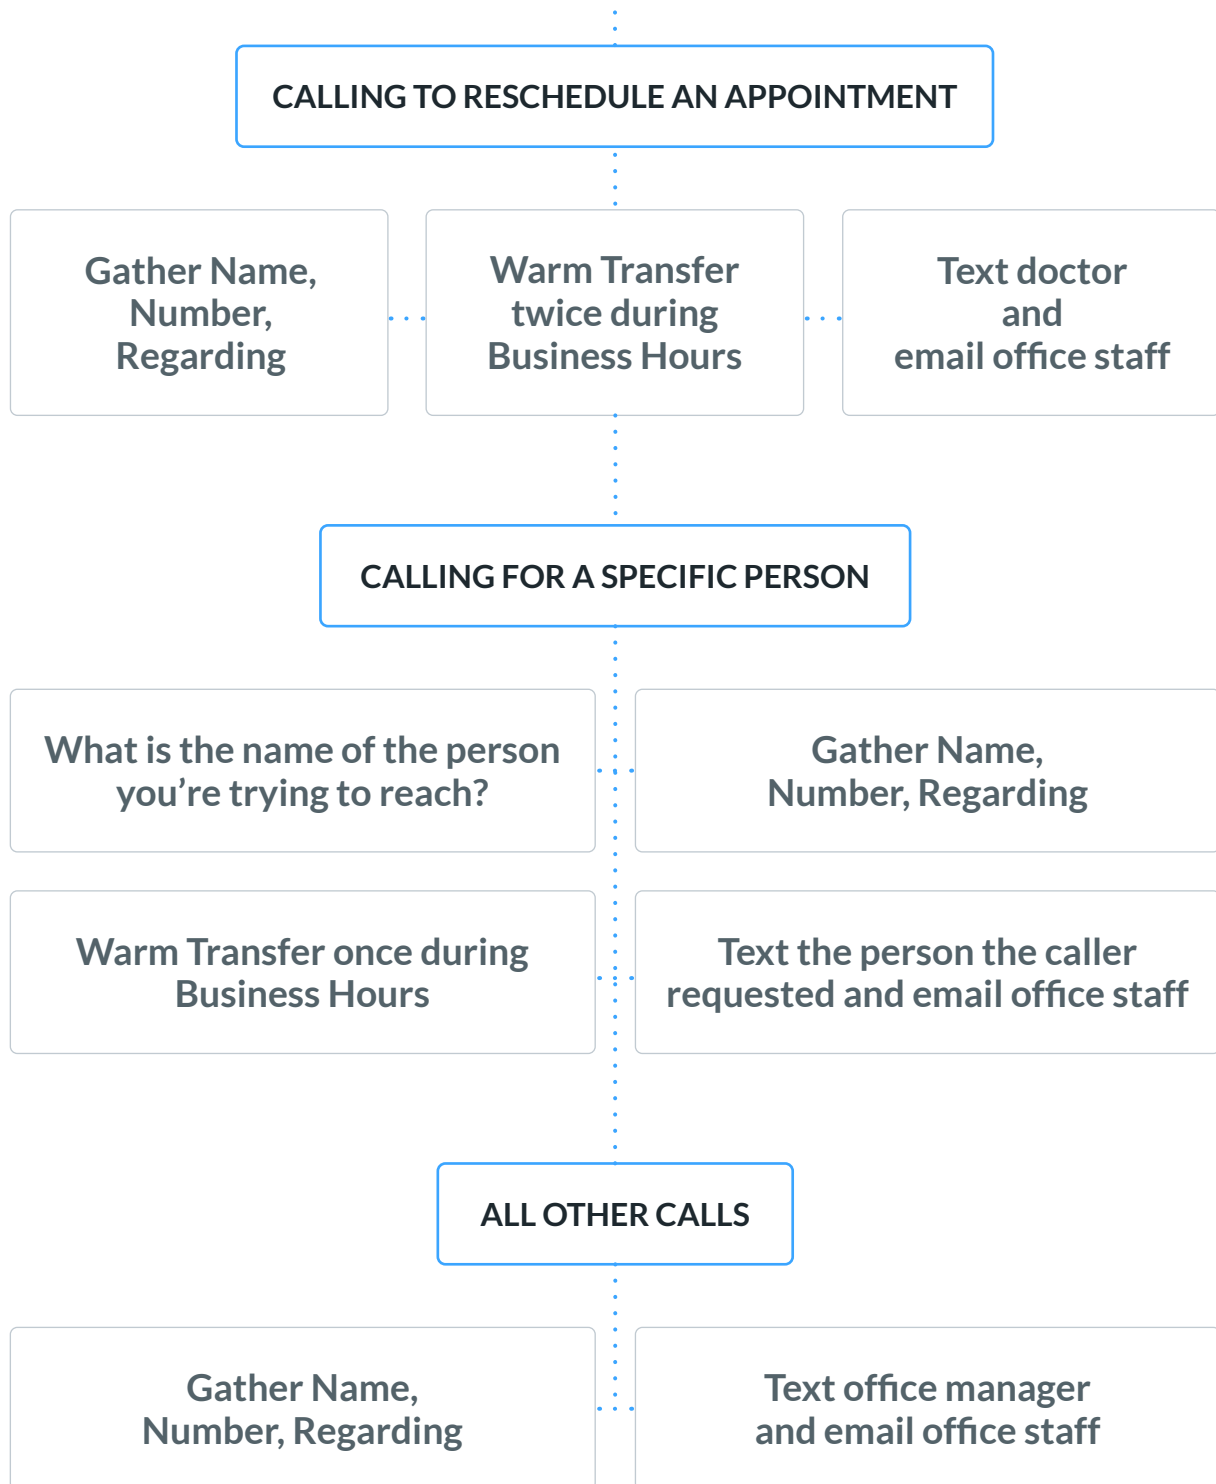 CALLING TO RESCHEDULE AN APPOINTMENT
Gather Name,
Number,
Regarding
Warm Transfer
twice during
Business Hours
Text doctor
and
email office staff
CALLING FOR A SPECIFIC PERSON
What is the name of the person
you’re trying to reach?
Gather Name,
Number, Regarding
Warm Transfer once during
Business Hours
Text the person the caller
requested and email office staff
ALL OTHER CALLS
Gather Name,
Number, Regarding
Text office manager
and email office staff